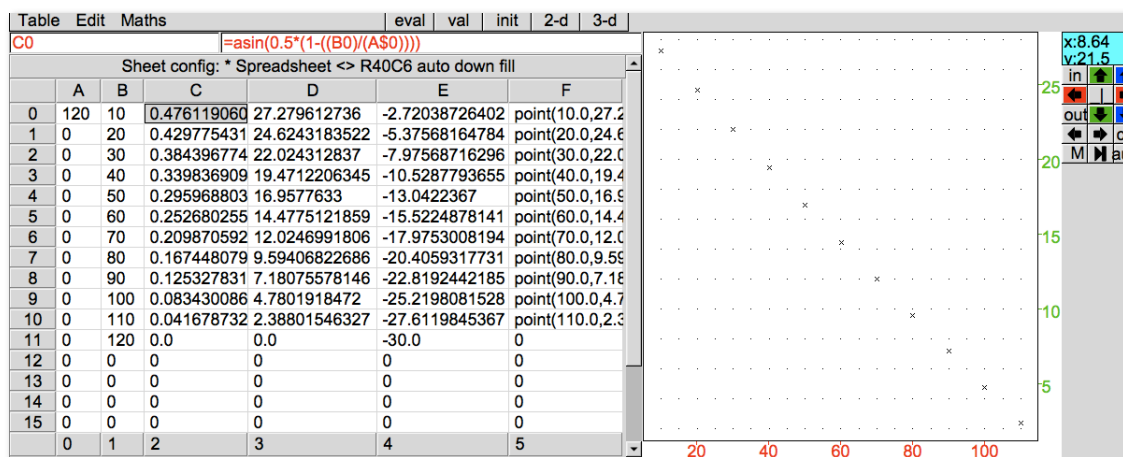 Table Edit Maths eval val init 2-d 3-d
C0 =asin(0.5*(1-((B0)/(A$0))))
Sheet config: * Spreadsheet <> R40C6 auto down fill
A B C D E F
0 120 10 0.476119060 27.279612736 -2.72038726402 point(10.0,27.2
1 0 20 0.429775431 24.6243183522 -5.37568164784 point(20.0,24.6
2 0 30 0.384396774 22.024312837 -7.97568716296 point(30.0,22.0
3 0 40 0.339836909 19.4712206345 -10.5287793655 point(40.0,19.4
4 0 50 0.295968803 16.9577633 -13.0422367 point(50.0,16.9
5 0 60 0.252680255 14.4775121859 -15.5224878141 point(60.0,14.4
6 0 70 0.209870592 12.0246991806 -17.9753008194 point(70.0,12.0
7 0 80 0.167448079 9.59406822686 -20.4059317731 point(80.0,9.59
8 0 90 0.125327831 7.18075578146 -22.8192442185 point(90.0,7.18
9 0 100 0.083430086 4.7801918472 -25.2198081528 point(100.0,4.7
10 0 110 0.041678732 2.38801546327 -27.6119845367 point(110.0,2.3
11 0 120 0.0 0.0 -30.0 0
12 0 0 0 0 0 0
13 0 0 0 0 0 0
14 0 0 0 0 0 0
15 0 0 0 0 0 0
0 1 2 3 4 5
25
20
15
10
5
20 40 60 80 100
x:8.64
y:21.5
in
out
M